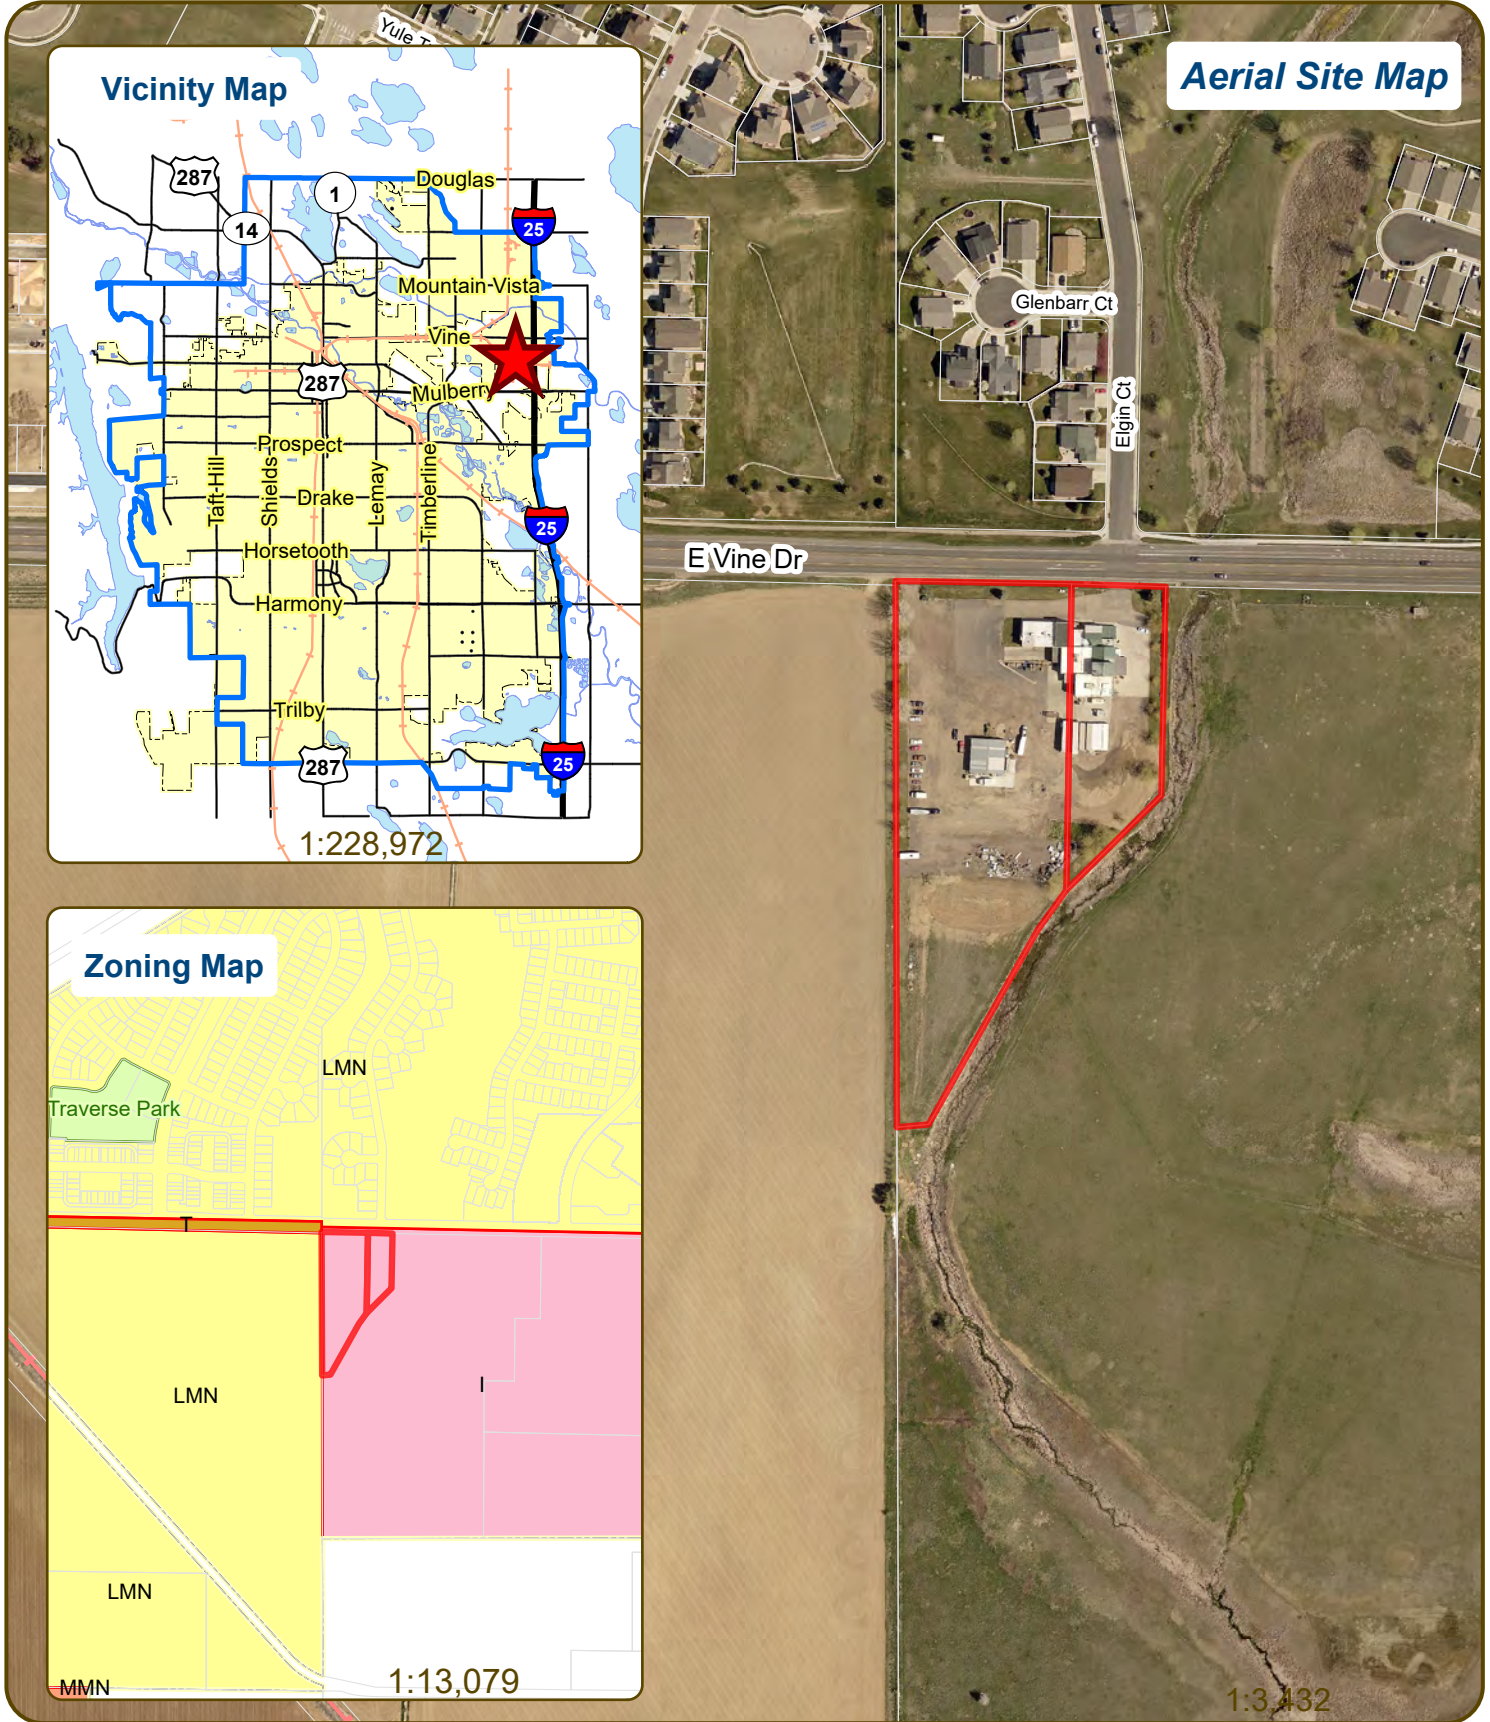 Yule T
Aerial Site Map
Vicinity Map
287
1
14
Douglas
25
Mountain-Vista
Vine
287
Mulberry
Prospect
Taft-Hill
Shields
Drake
Lemay
Timberline
25
Horsetooth
Harmony
Trilby
287
25
1:228,972
Glenbarr Ct
Elgin Ct
E Vine Dr
Zoning Map
LMN
Traverse Park
T
LMN
I
LMN
MMN
1:13,079
1:3,432